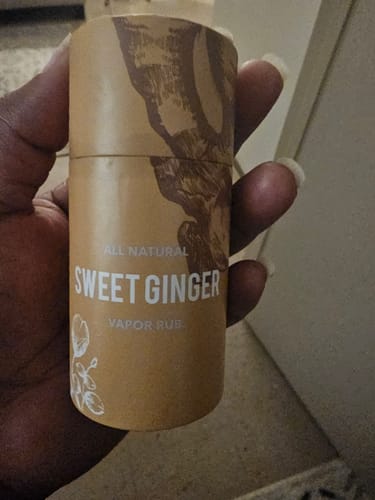 ALL NATURAL
SWEET GINGER
VAPOR RUB.